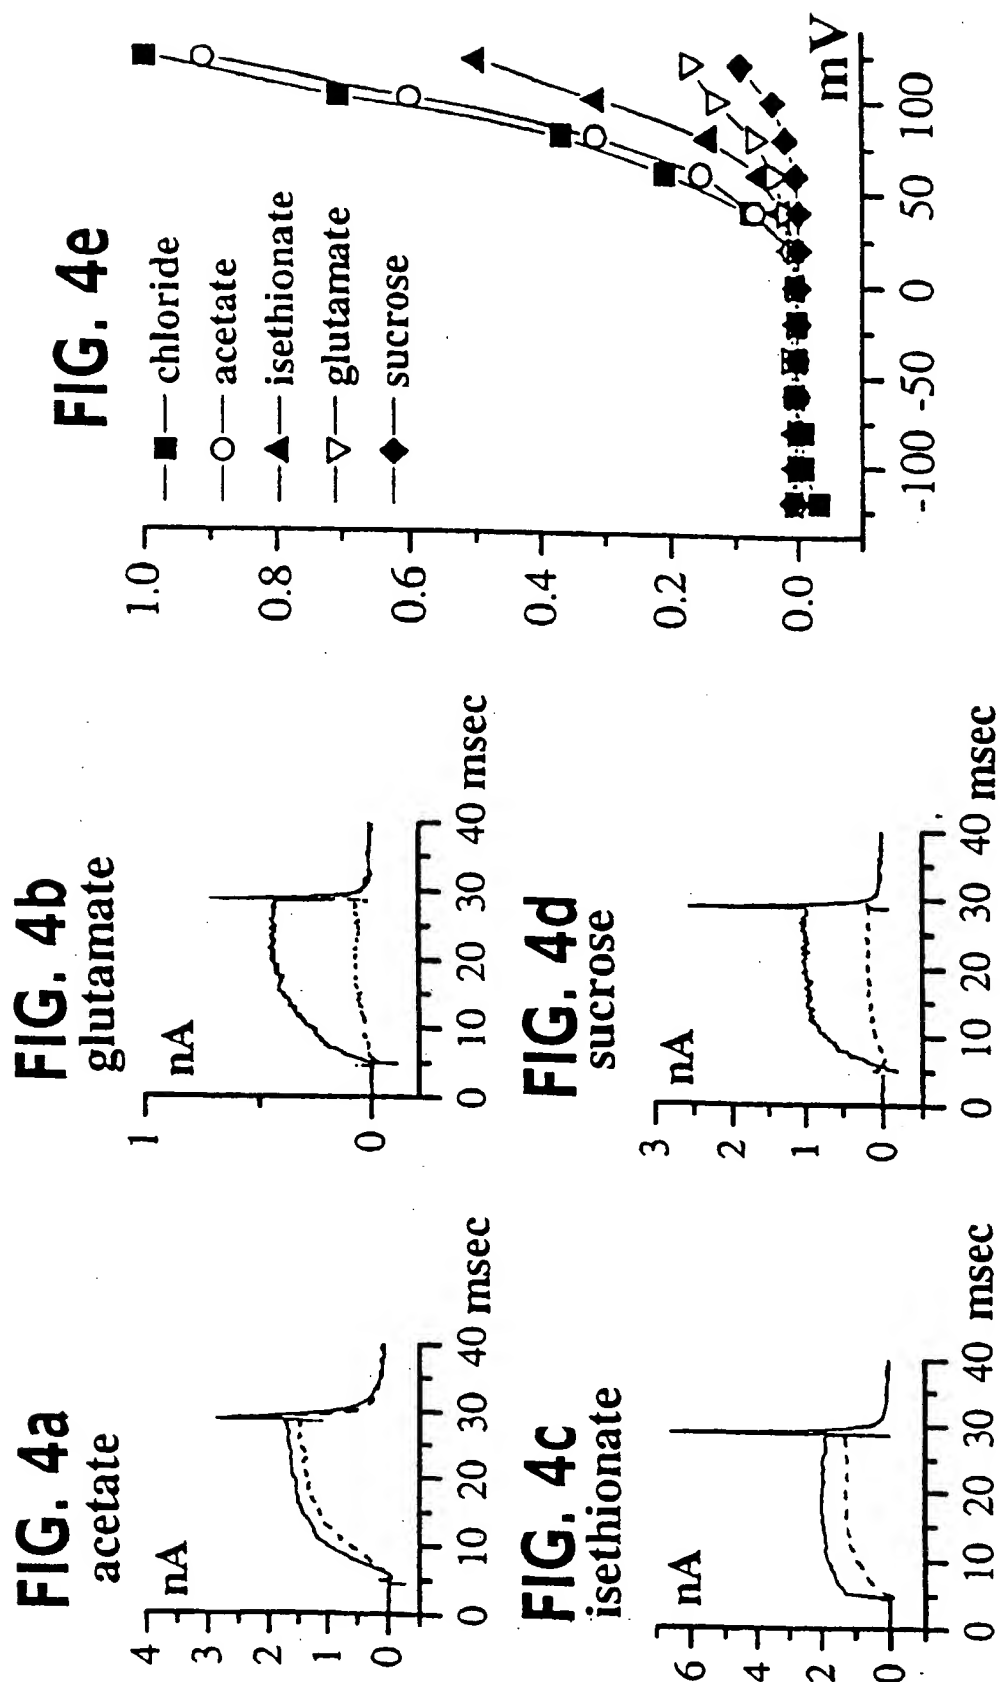 FIG. 4a
acetate
nA
4
3
2
1
0
0 10 20 30 40 msec
FIG. 4b
glutamate
nA
1
0
0 10 20 30 40 msec
FIG. 4c
isethionate
nA
6
4
2
0
0 10 20 30 40 msec
FIG. 4d
sucrose
nA
3
2
1
0
0 10 20 30 40 msec
FIG. 4e
chloride
acetate
isethionate
glutamate
sucrose
1.0
0.8
0.6
0.4
0.2
0.0
-100 -50 0 50 100
mV